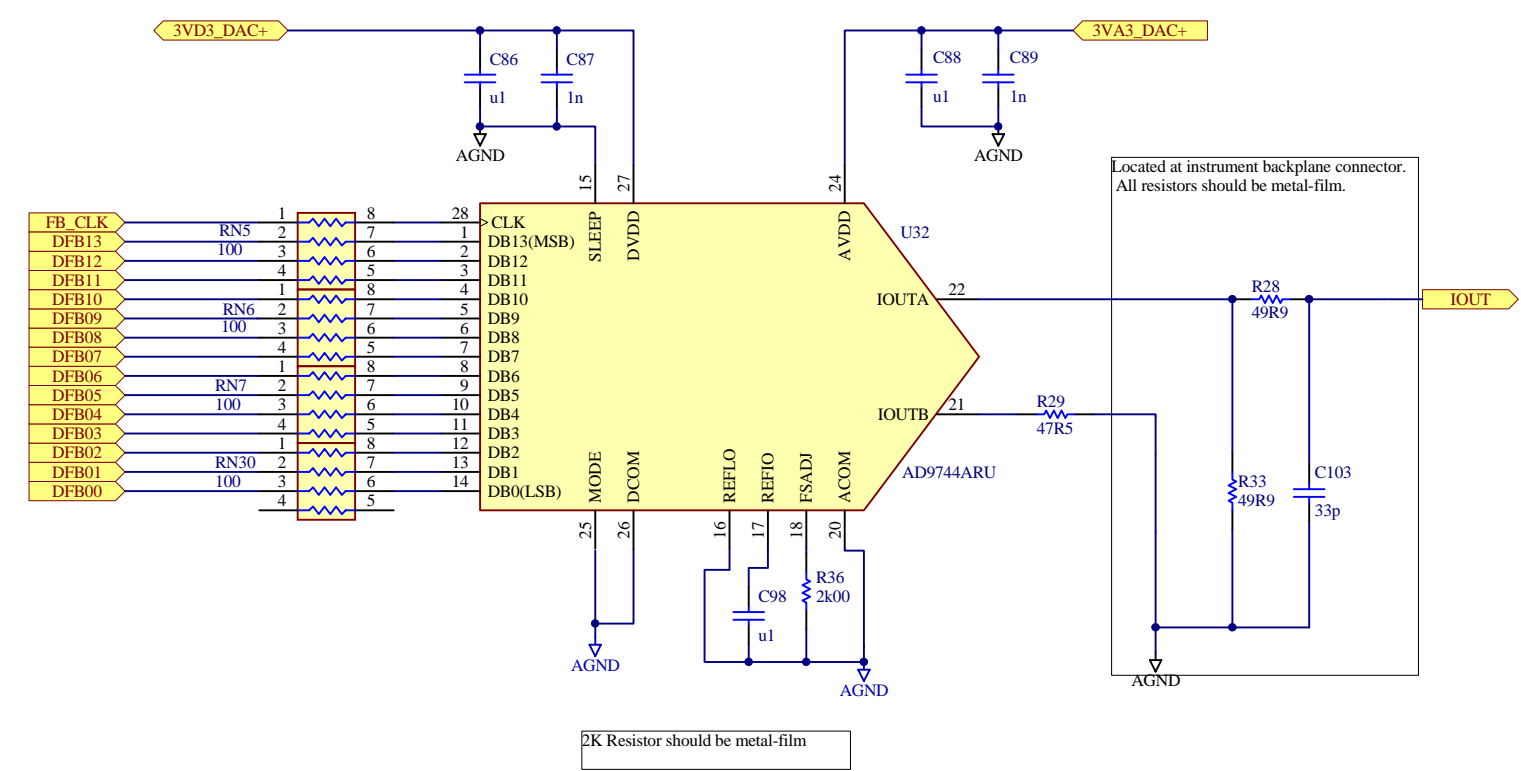 3VD3_DAC+
3VA3_DAC+
C86
u1
C87
1n
C88
u1
C89
1n
AGND
AGND
Located at instrument backplane connector.
All resistors should be metal-film.
15
27
24
SLEEP
DVDD
AVDD
U32
FB_CLK
DFB13
DFB12
DFB11
DFB10
DFB09
DFB08
DFB07
DFB06
DFB05
DFB04
DFB03
DFB02
DFB01
DFB00
RN5
100
RN6
100
RN7
100
RN30
100
1
2
3
4
1
2
3
4
1
2
3
4
1
2
3
4
8
7
6
5
8
7
6
5
8
7
6
5
8
7
6
5
28
1
2
3
4
5
6
7
8
9
10
11
12
13
14
CLK
DB13(MSB)
DB12
DB11
DB10
DB9
DB8
DB7
DB6
DB5
DB4
DB3
DB2
DB1
DB0(LSB)
IOUTA
22
IOUTB
21
R28
49R9
IOUT
R29
47R5
R33
49R9
C103
33p
AD9744ARU
MODE
DCOM
REFLO
REFIO
FSADJ
ACOM
25
26
16
17
18
20
C98
u1
R36
2k00
AGND
AGND
AGND
2K Resistor should be metal-film